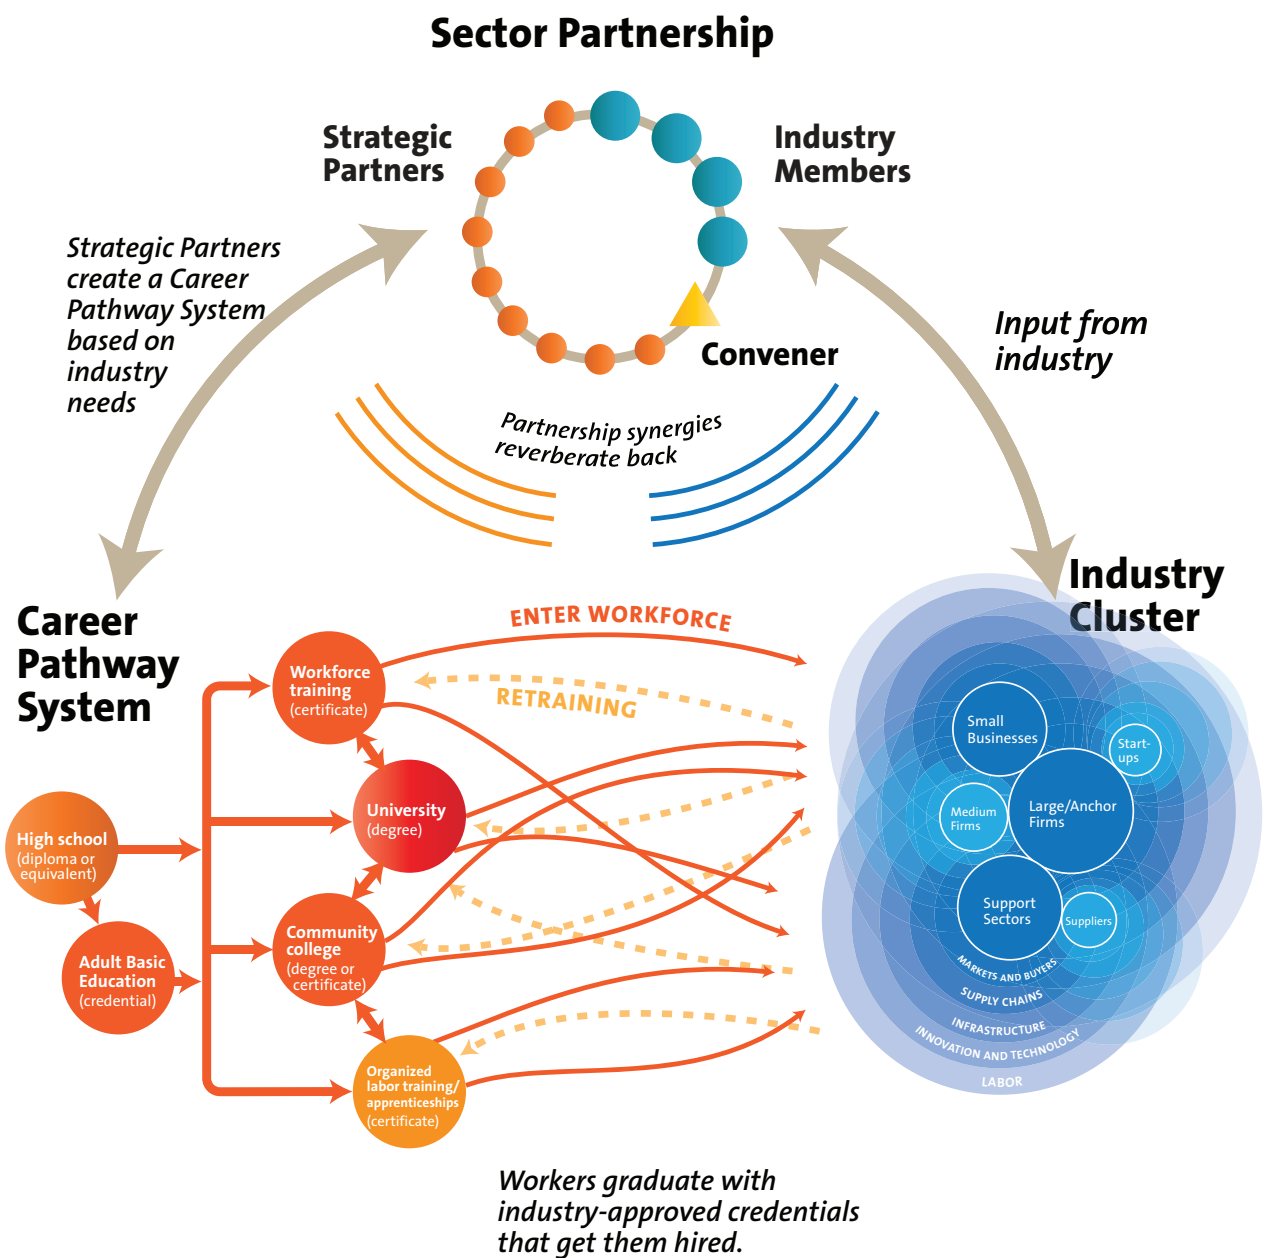 Sector Partnership
Strategic
Partners
Industry
Members
Convener
Strategic Partners
create a Career
Pathway System
based on
industry
needs
Input from
industry
Partnership synergies
reverberate back
Career
Pathway
System
Industry
Cluster
ENTER WORKFORCE
RETRAINING
Workforce
training
(certificate)
University
(degree)
High school
(diploma or
equivalent)
Adult Basic
Education
(credential)
Community
college
(degree or
certificate)
Organized
labor training/
apprenticeships
(certificate)
Small
Businesses
Start-
ups
Medium
Firms
Large/Anchor
Firms
Support
Sectors
Suppliers
MARKETS AND BUYERS
SUPPLY CHAINS
INFRASTRUCTURE
INNOVATION AND TECHNOLOGY
LABOR
Workers graduate with
industry-approved credentials
that get them hired.